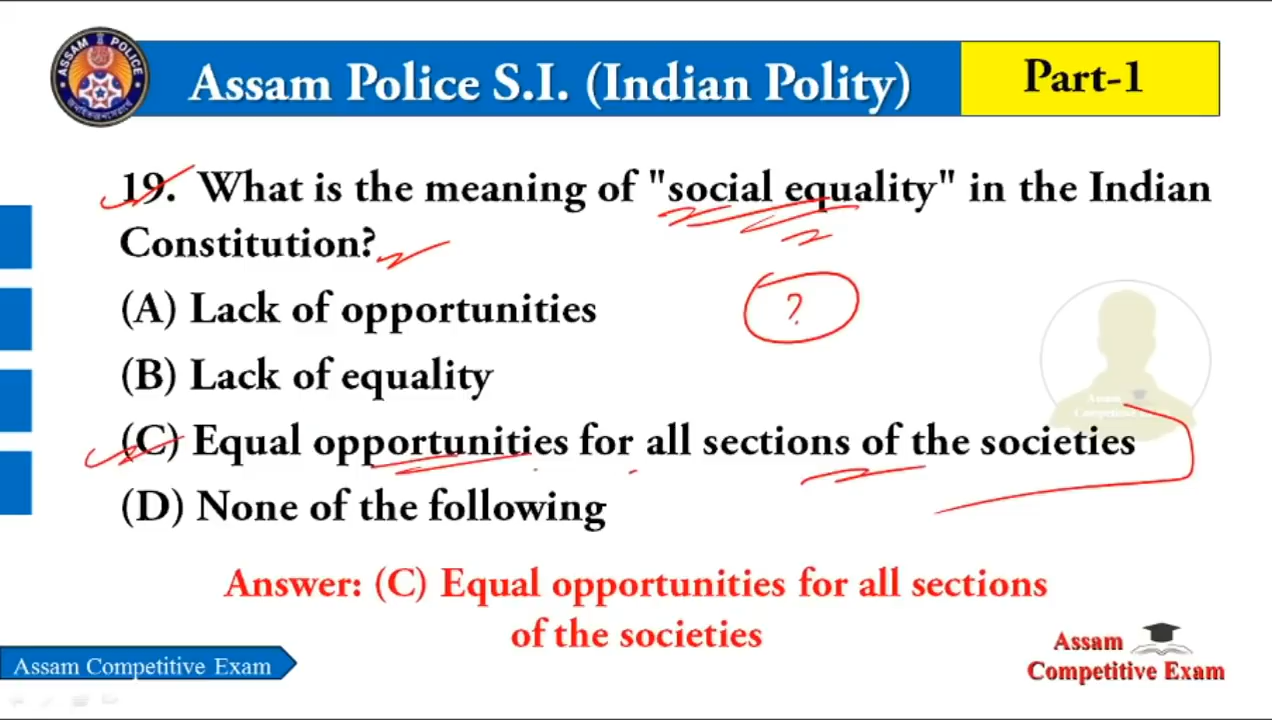 ASSAM POLICE
Assam Police S.I. (Indian Polity)
Part-1
19. What is the meaning of "social equality" in the Indian
Constitution?
?
(A) Lack of opportunities
(B) Lack of equality
(C) Equal opportunities for all sections of the societies
(D) None of the following
Answer: (C) Equal opportunities for all sections
of the societies
Assam Competitive Exam
Assam
Competitive Exam